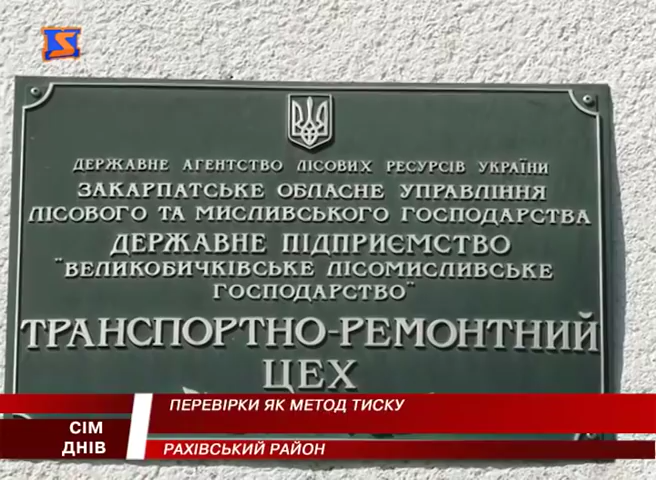 ДЕРЖАВНЕ АГЕНТСТВО ЛІСОВИХ РЕСУРСІВ УКРАЇНИ
ЗАКАРПАТСЬКЕ ОБЛАСНЕ УПРАВЛІННЯ
ЛІСОВОГО ТА МИСЛИВСЬКОГО ГОСПОДАРСТВА
ДЕРЖАВНЕ ПІДПРИЄМСТВО
"ВЕЛИКОБИЧКІВСЬКЕ ЛІСОМИСЛИВСЬКЕ
ГОСПОДАРСТВО"
ТРАНСПОРТНО-РЕМОНТНИЙ
ЦЕХ
ПЕРЕВІРКИ ЯК МЕТОД ТИСКУ
СІМ
ДНІВ
РАХІВСЬКИЙ РАЙОН